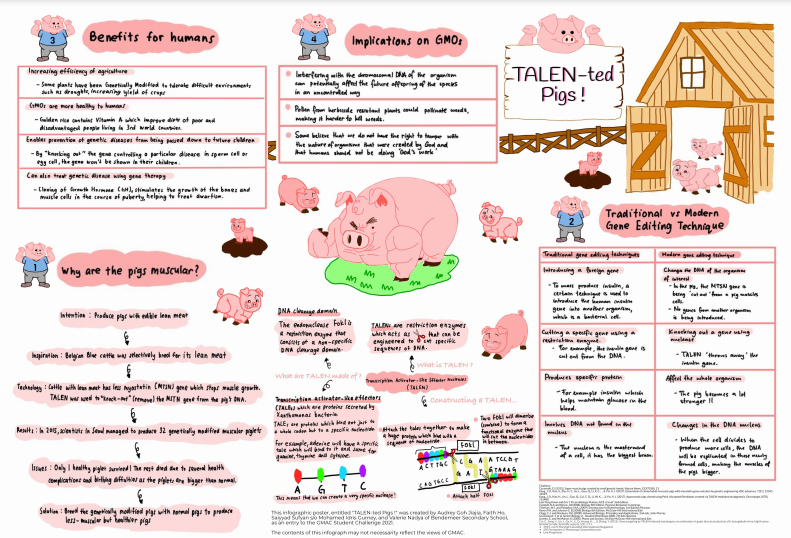 3
Benefits for humans
Increasing efficiency of agriculture
- Some plants have been Genetically Modified to tolerate difficult environments
such as droughts, increasing yield of crops
GMOs are more healthy to humans
- Golden rice contains Vitamin A which improve diets of poor and
disadvantaged people living in 3rd world countries.
Enables prevention of genetic diseases from being passed down to future children
- By "knocking out" the gene controlling a particular disease in sperm cell or
egg cell, the gene won't be shown in their children.
Can also treat genetic disease using gene therapy
- Cloning of Growth Hormone (GH), stimulates the growth of the bones and
muscle cells in the course of puberty, helping to treat dwarfism.
4
Implications on GMOs
Interfering with the chromosomal DNA of the organism
can potentially affect the future offspring of the species
in an uncontrolled way
Pollen from herbicide resistant plants could pollinate weeds,
making it harder to kill weeds.
Some believe that we do not have the right to tamper with
the nature of organisms that were created by God and
that humans should not be doing "God's work"
TALEN-ted
Pigs!
1
Why are the pigs muscular?
Intention: Produce pigs with edible lean meat
Inspiration: Belgian Blue cattle was selectively bred for its lean meat
Technology: Cattle with lean meat has less myostatin (MTSN) gene which stops muscle growth.
TALEN was used to "knock-out" (remove) the MTSN gene from the pig's DNA.
Results: In 2015, scientists in Seoul managed to produce 32 genetically modified muscular piglets
Issues: Only 1 healthy piglet survived! The rest died due to several health
complications and birthing difficulties as the piglets are bigger than normal.
Solution: Breed the genetically modified pigs with normal pigs to produce
less-muscular but healthier pigs
DNA cleavage domain
The endonuclease FokI is
a restriction enzyme that
consists of a non-specific
DNA cleavage domain.
TALENs are restriction enzymes
which acts as that can be
engineered to cut specific
sequences of DNA.
What are TALEN made of?
What is TALEN?
Transcription Activator-like Effector Nucleases
(TALEN)
Constructing a TALEN...
Transcription activator-like effectors
(TALEs) which are proteins secreted by
Xanthomonas bacteria
TALEs are proteins which bind not just to
a whole codon but to a specific nucleotide
For example, adenine will have a specific
tale which will bind to it and same for
guanine, thymine and cytosine.
A G T C
This means that we can create a very specific enzyme!
Attach the tales together to make
a huge protein which bind with a
sequence of nucleotide
Two FokI will dimerise
(combine) to form a
functional enzyme that
will cut the nucleotides
in between.
FOKI
FOKI
Attach half FOKI
This infographic poster, entitled "TALEN-ted Pigs!" was created by Audrey Goh Jiajia, Faith Ho,
Saiyaad Sufian Bin Mohamed Idris Gurney, and Valerie Nadya of Bendemeer Secondary School,
as an entry to the GMAC Student Challenge 2021.
The contents of this infograph may not necessarily reflect the views of GMAC.
2
Traditional vs Modern
Gene Editing Technique
Traditional gene editing techniques
Modern gene editing technique
Introducing a foreign gene
- To mass produce insulin, a
certain technique is used to
introduce the human insulin
gene into another organism,
which is a bacterial cell.
Change the DNA of the organism
of interest
- In the pig, the MTSN gene is
being 'cut out' from a pig muscles
cells.
- No genes from another organism
is being introduced.
Cutting a specific gene using a
restriction enzyme.
- For example, the insulin gene is
cut out from the DNA.
Knocking out a gene using
nuclease
- TALEN 'throws away' the
insulin gene.
Produces specific protein
- For example insulin which
helps maintain glucose in
the blood.
Affect the whole organism
- The pig becomes a lot
stronger !!
Involves DNA not found in the
nucleus
- The nucleus is the mastermind
of a cell, it has the biggest brain.
Changes in the DNA nucleus
- When the cell divides to
produce more cells, the DNA
will be replicated in those newly
formed cells, making the muscles of
the pigs bigger.